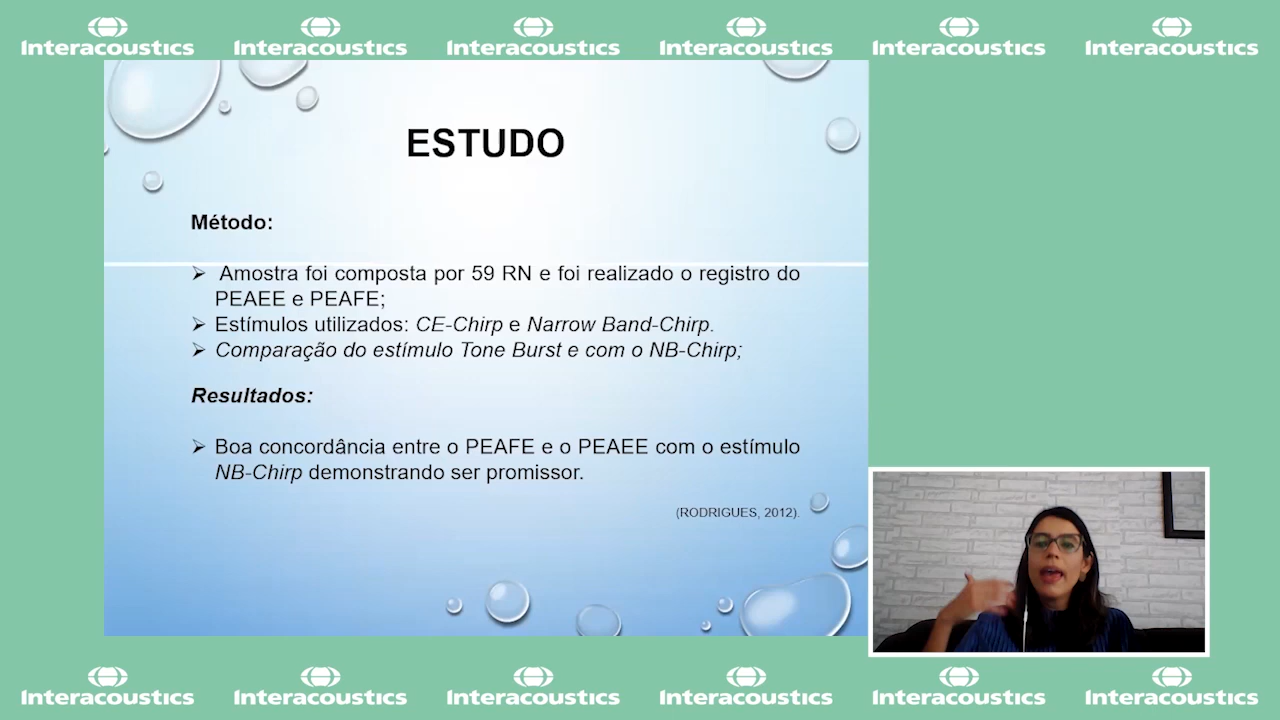 Interacoustics Interacoustics Interacoustics Interacoustics Interacoustics Interacoustics
ESTUDO
Método:
➢ Amostra foi composta por 59 RN e foi realizado o registro do
PEAEE e PEAFE;
➢ Estímulos utilizados: CE-Chirp e Narrow Band-Chirp.
➢ Comparação do estímulo Tone Burst e com o NB-Chirp;
Resultados:
➢ Boa concordância entre o PEAFE e o PEAEE com o estímulo
NB-Chirp demonstrando ser promissor.
(RODRIGUES, 2012).
Interacoustics Interacoustics Interacoustics Interacoustics Interacoustics Interacoustics